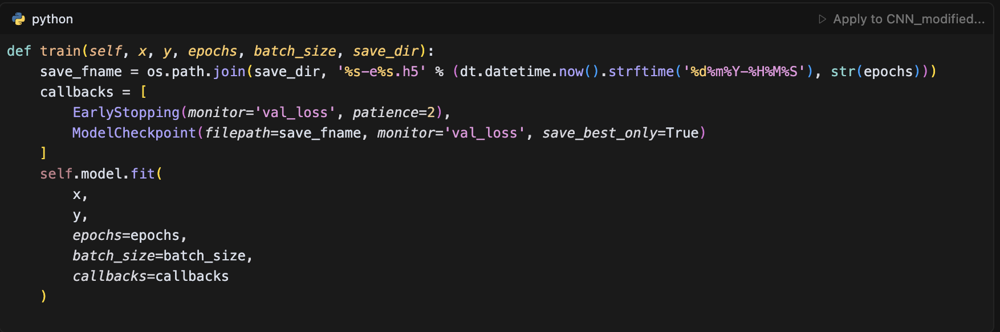 python
Apply to CNN_modified...
def train(self, x, y, epochs, batch_size, save_dir):
    save_fname = os.path.join(save_dir, '%s-e%s.h5' % (dt.datetime.now().strftime('%d%m%Y-%H%M%S'), str(epochs)))
    callbacks = [
        EarlyStopping(monitor='val_loss', patience=2),
        ModelCheckpoint(filepath=save_fname, monitor='val_loss', save_best_only=True)
    ]
    self.model.fit(
        x,
        y,
        epochs=epochs,
        batch_size=batch_size,
        callbacks=callbacks
    )